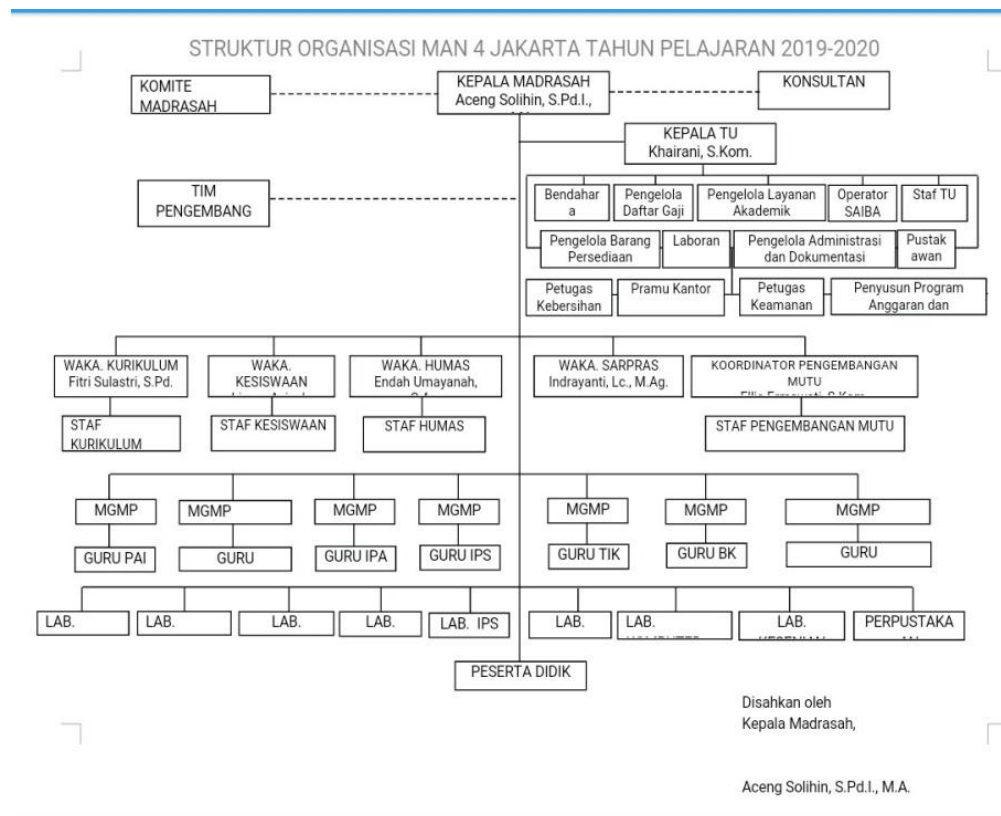 STRUKTUR ORGANISASI MAN 4 JAKARTA TAHUN PELAJARAN 2019-2020
KOMITE
MADRASAH
KEPALA MADRASAH
Aceng Solihin, S.Pd.I.,
KONSULTAN
KEPALA TU
Khairani, S.Kom.
TIM
PENGEMBANG
Bendahar
a
Pengelola
Daftar Gaji
Pengelola Layanan
Akademik
Operator
SAIBA
Staf TU
Pengelola Barang
Persediaan
Laboran
Pengelola Administrasi
dan Dokumentasi
Pustak
awan
Petugas
Kebersihan
Pramu Kantor
Petugas
Keamanan
Penyusun Program
Anggaran dan
WAKA. KURIKULUM
Fitri Sulastri, S.Pd.
WAKA.
KESISWAAN
WAKA. HUMAS
Endah Umayanah,
WAKA. SARPRAS
Indrayanti, Lc., M.Ag.
KOORDINATOR PENGEMBANGAN
MUTU
STAF
KURIKULUM
STAF KESISWAAN
STAF HUMAS
STAF PENGEMBANGAN MUTU
MGMP
MGMP
MGMP
MGMP
MGMP
MGMP
MGMP
GURU PAI
GURU
GURU IPA
GURU IPS
GURU TIK
GURU BK
GURU
LAB.
LAB.
LAB.
LAB.
LAB. IPS
LAB.
LAB.
LAB.
PERPUSTAKA
PESERTA DIDIK
Disahkan oleh
Kepala Madrasah,
Aceng Solihin, S.Pd.I., M.A.